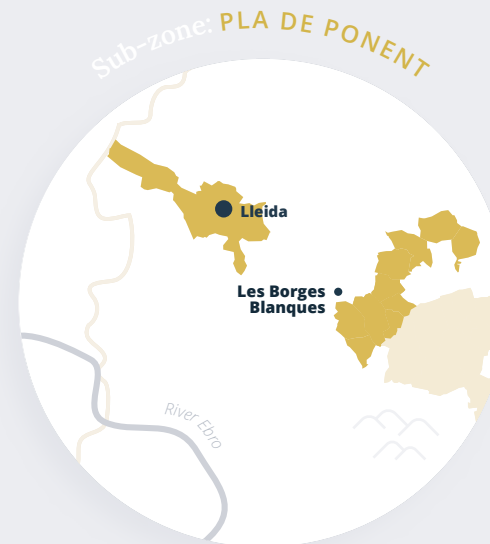 Sub-zone: PLA DE PONENT
Lleida
Les Borges
Blanques
River Ebro